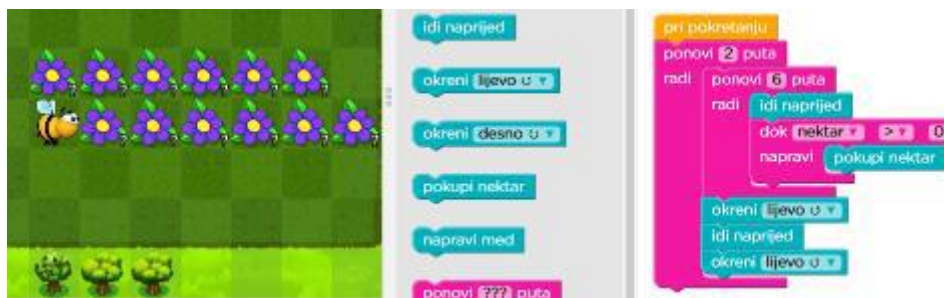 idi naprijed
okreni lijevo ↺ ▾
okreni desno ↻ ▾
pokupi nektar
napravi med
ponovi ??? puta
pri pokretanju
ponovi 2 puta
radi ponovi 6 puta
radi idi naprijed
dok nektar ▾ > ▾ 0
napravi pokupi nektar
okreni lijevo ↺ ▾
idi naprijed
okreni lijevo ↺ ▾